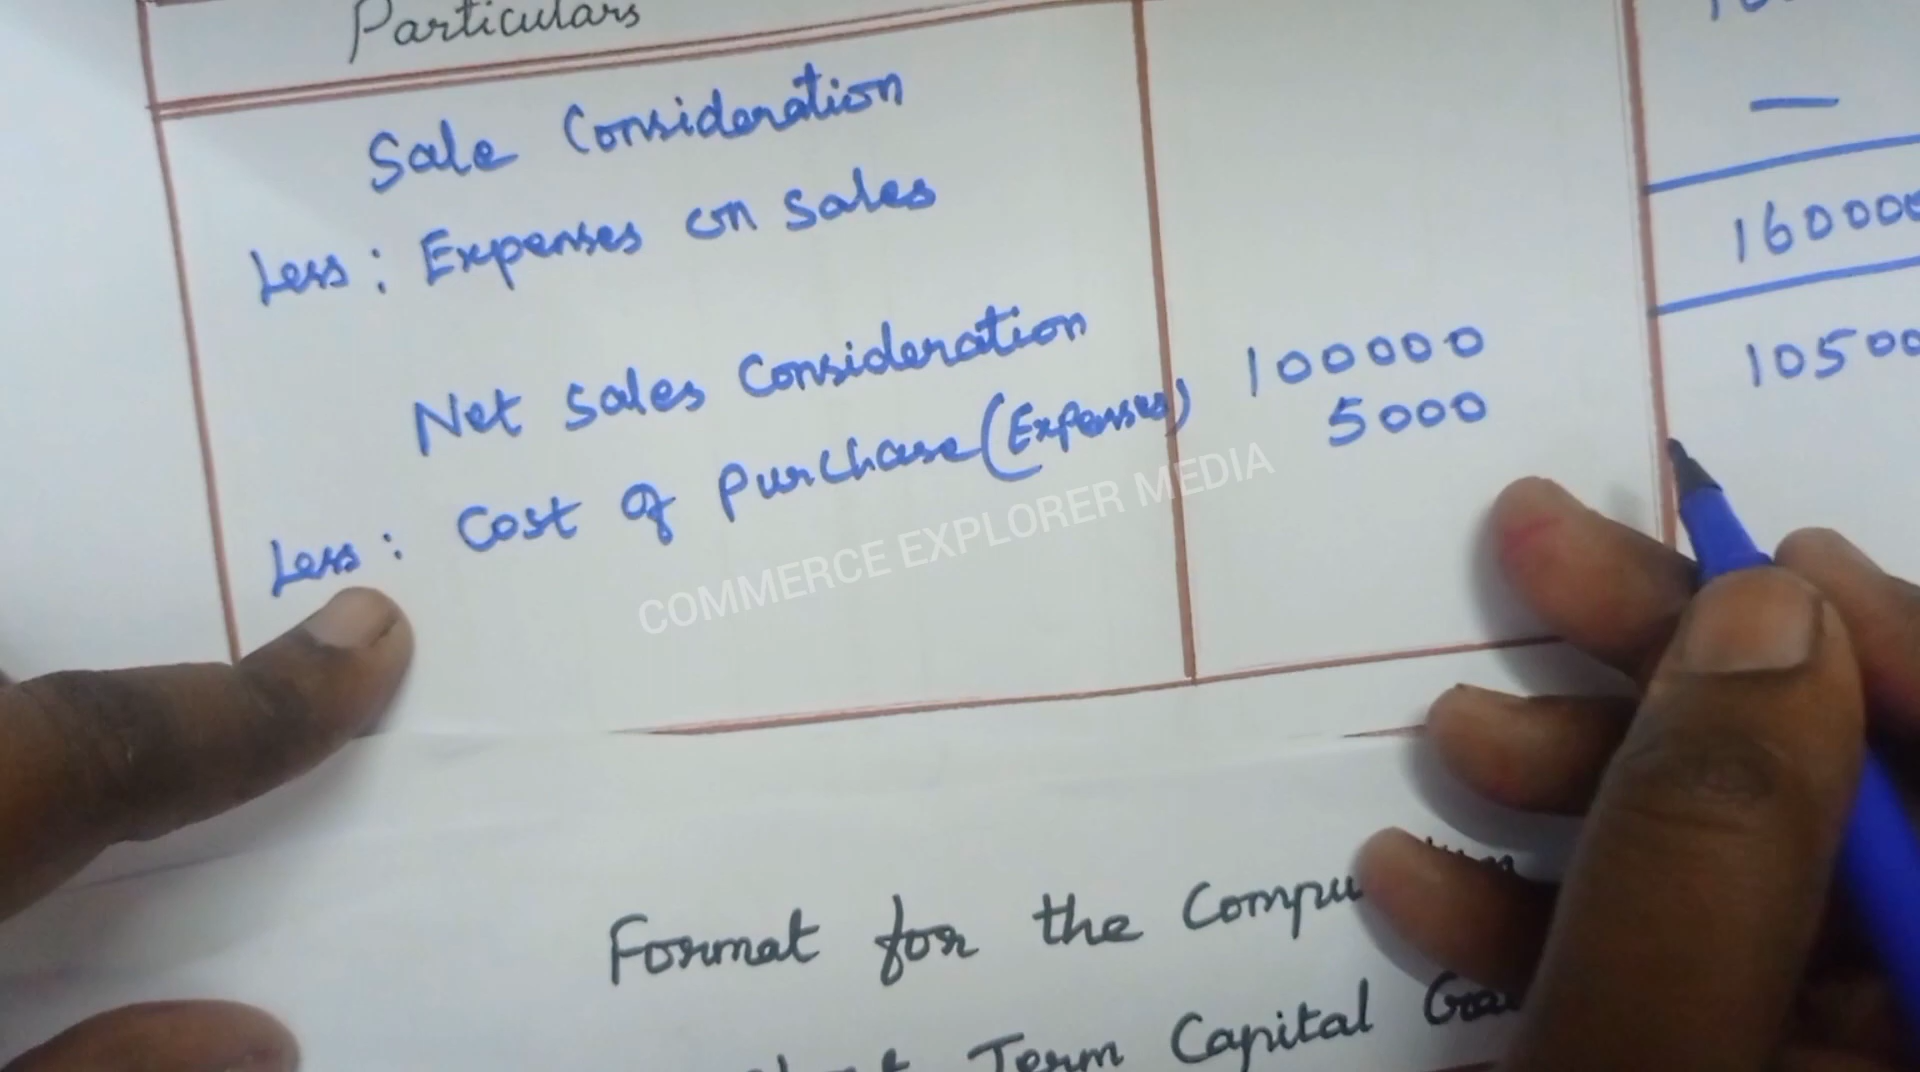 Particulars
Sale Consideration
Less: Expenses on Sales
—
Net Sales Consideration
160000
Less: Cost of Purchase (Expenses) 100000
5000
10500
COMMERCE EXPLORER MEDIA
Format for the
Term Capital